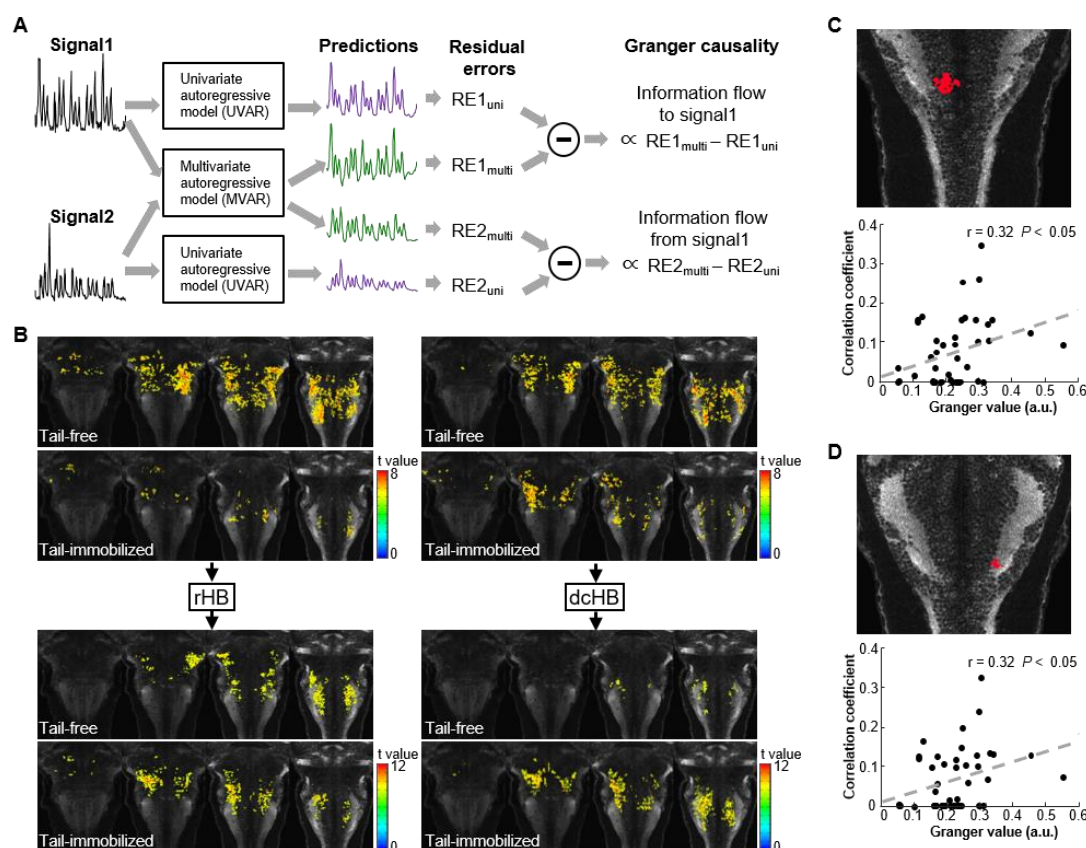 A
Signal1
Signal2
Univariate
autoregressive
model (UVAR)
Multivariate
autoregressive
model (MVAR)
Univariate
autoregressive
model (UVAR)
Predictions
Residual
errors
RE1uni
RE1multi
RE2multi
RE2uni
Granger causality
Information flow
to signal1
∝ RE1multi – RE1uni
Information flow
from signal1
∝ RE2multi – RE2uni
B
Tail-free
Tail-immobilized
t value
8
0
rHB
Tail-free
Tail-immobilized
t value
12
0
Tail-free
Tail-immobilized
t value
8
0
dcHB
Tail-free
Tail-immobilized
t value
12
0
C
r = 0.32 P < 0.05
Correlation coefficient
0.4
0.3
0.2
0.1
0
0 0.1 0.2 0.3 0.4 0.5 0.6
Granger value (a.u.)
D
r = 0.32 P < 0.05
Correlation coefficient
0.4
0.3
0.2
0.1
0
0 0.1 0.2 0.3 0.4 0.5 0.6
Granger value (a.u.)